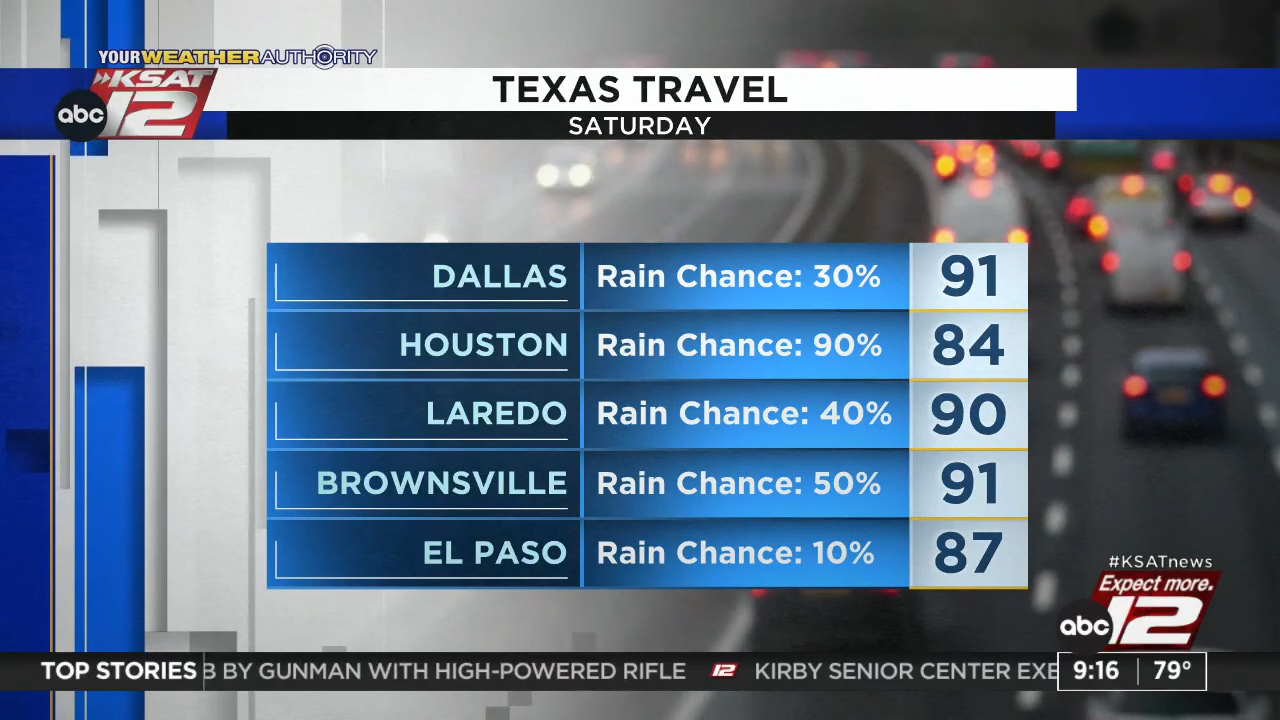 YOURWEATHERAUTHORITY
KSAT
abc 12
TEXAS TRAVEL
SATURDAY
DALLAS Rain Chance: 30% 91
HOUSTON Rain Chance: 90% 84
LAREDO Rain Chance: 40% 90
BROWNSVILLE Rain Chance: 50% 91
EL PASO Rain Chance: 10% 87
#KSATnews
Expect more.
abc 12
TOP STORIES B BY GUNMAN WITH HIGH-POWERED RIFLE 12 KIRBY SENIOR CENTER EXE 9:16 79°